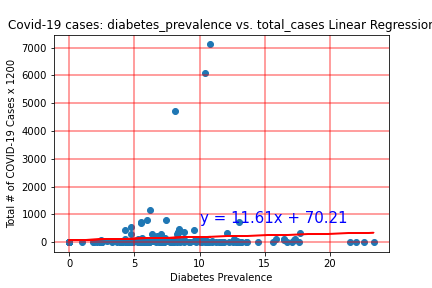 Covid-19 cases: diabetes_prevalence vs. total_cases Linear Regression
Total # of COVID-19 Cases x 1200
7000
6000
5000
4000
3000
2000
1000
0
y = 11.61x + 70.21
0 5 10 15 20
Diabetes Prevalence